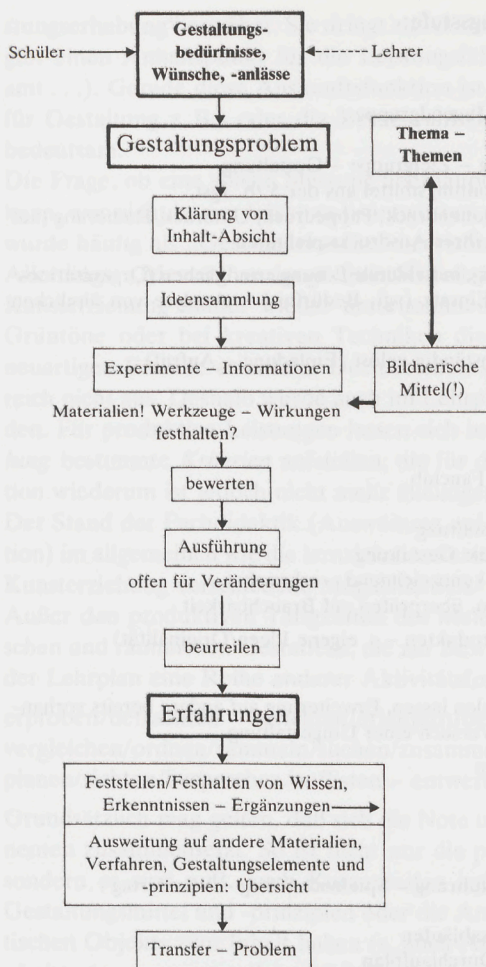 Gestaltungs-
bedürfnisse,
Wünsche, -anlässe
Schüler
Lehrer
Gestaltungsproblem
Thema –
Themen
Klärung von
Inhalt-Absicht
Ideensammlung
Experimente – Informationen
Bildnerische
Mittel(!)
Materialien! Werkzeuge – Wirkungen
festhalten?
bewerten
Ausführung
offen für Veränderungen
beurteilen
Erfahrungen
Feststellen/Festhalten von Wissen,
Erkenntnissen – Ergänzungen
Ausweitung auf andere Materialien,
Verfahren, Gestaltungselemente und
-prinzipien: Übersicht
Transfer – Problem